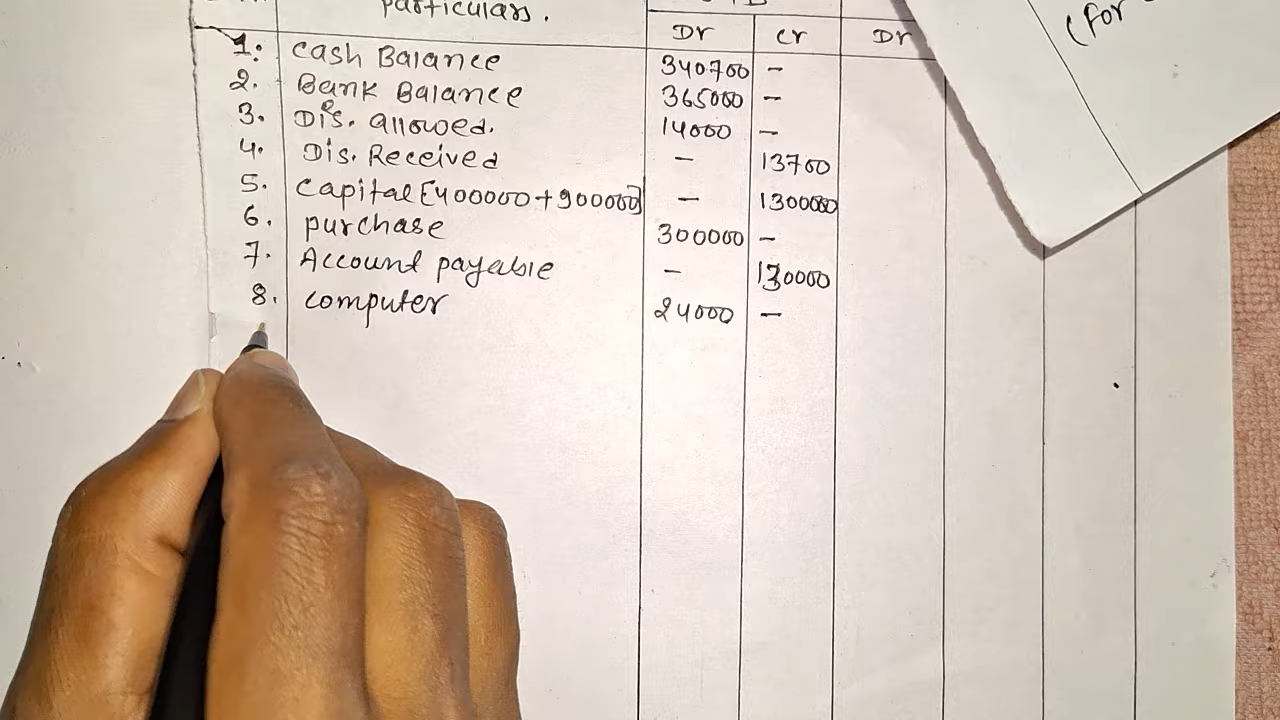 particulars.
Dr Cr Dr
(For
1. Cash Balance 340700 -
2. Bank Balance 365000 -
3. Dis. allowed. 14000 -
4. Dis. Received - 13700
5. Capital [400000+900000] - 1300000
6. purchase 300000 -
7. Account payable - 130000
8. computer 24000 -